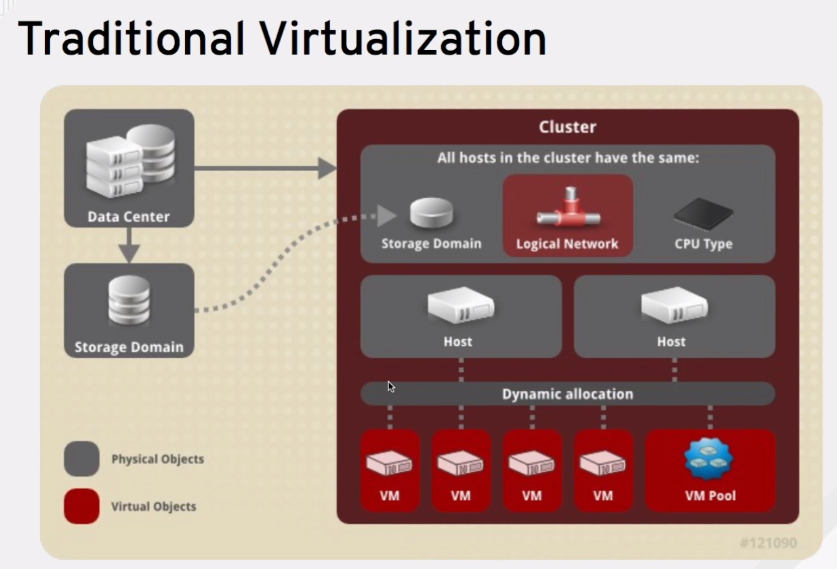 Traditional Virtualization
Cluster
All hosts in the cluster have the same:
Data Center
Storage Domain
Logical Network
CPU Type
Storage Domain
Host
Host
Dynamic allocation
Physical Objects
Virtual Objects
VM
VM
VM
VM
VM Pool
#121090